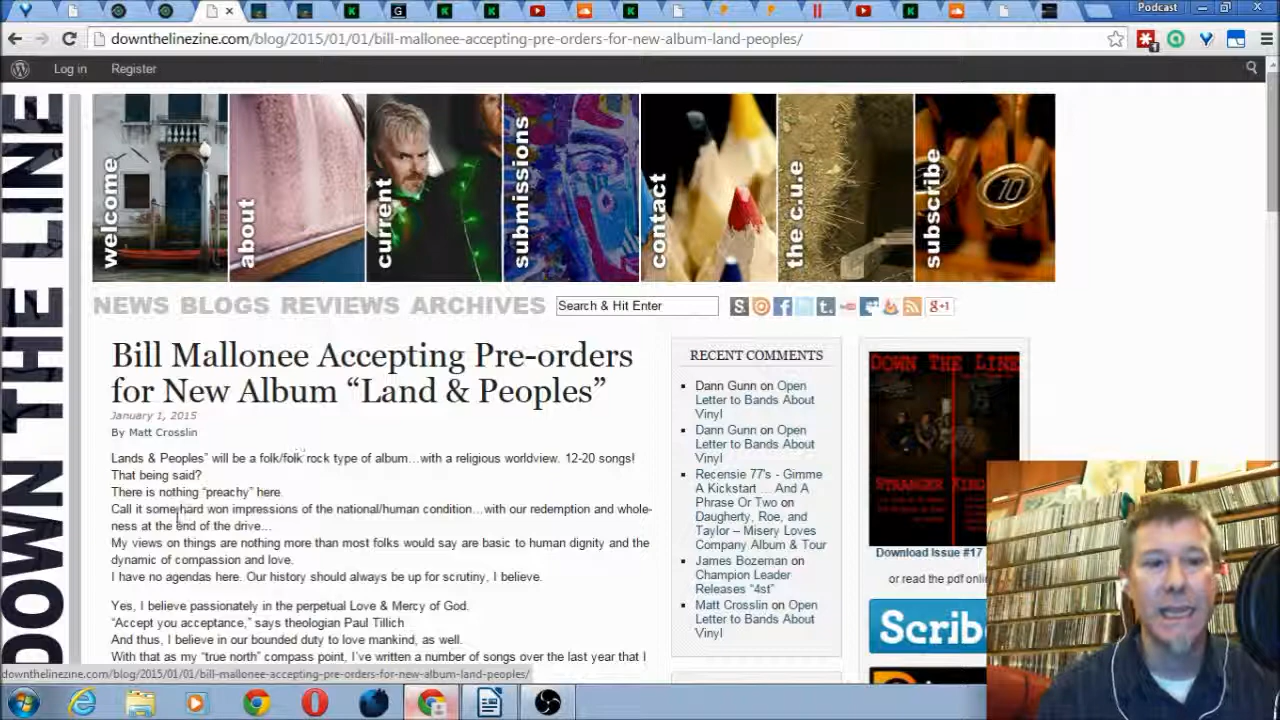 Podcast
downthelinezine.com/blog/2015/01/01/bill-mallonee-accepting-pre-orders-for-new-album-land-peoples/
Log in
Register
DOWN THE LINE
welcome
about
current
submissions
contact
the c.u.e
subscribe
10
NEWS BLOGS REVIEWS ARCHIVES
Search & Hit Enter
Bill Mallonee Accepting Pre-orders
for New Album “Land & Peoples”
January 1, 2015
By Matt Crosslin
Lands & Peoples” will be a folk/folk rock type of album…with a religious worldview. 12-20 songs!
That being said?
There is nothing “preachy” here
Call it somehard won impressions of the national/human condition…with our redemption and whole-
ness at the end of the drive…
My views on things are nothing more than most folks would say are basic to human dignity and the
dynamic of compassion and love.
I have no agendas here. Our history should always be up for scrutiny, I believe.
Yes, I believe passionately in the perpetual Love & Mercy of God.
“Accept you acceptance,” says theologian Paul Tillich
And thus, I believe in our bounded duty to love mankind, as well.
With that as my “true north” compass point, I’ve written a number of songs over the last year that I
RECENT COMMENTS
Dann Gunn on Open
Letter to Bands About
Vinyl
Dann Gunn on Open
Letter to Bands About
Vinyl
Recensie 77's - Gimme
A Kickstart ... And A
Phrase Or Two on
Daugherty, Roe, and
Taylor – Misery Loves
Company Album & Tour
James Bozeman on
Champion Leader
Releases “4st”
Matt Crosslin on Open
Letter to Bands About
Vinyl
DOWN THE LINE
STRANGER KING
Download Issue #17
or read the pdf onli
Scrib
downthelinezine.com/blog/2015/01/01/bill-mallonee-accepting-pre-orders-for-new-album-land-peoples/